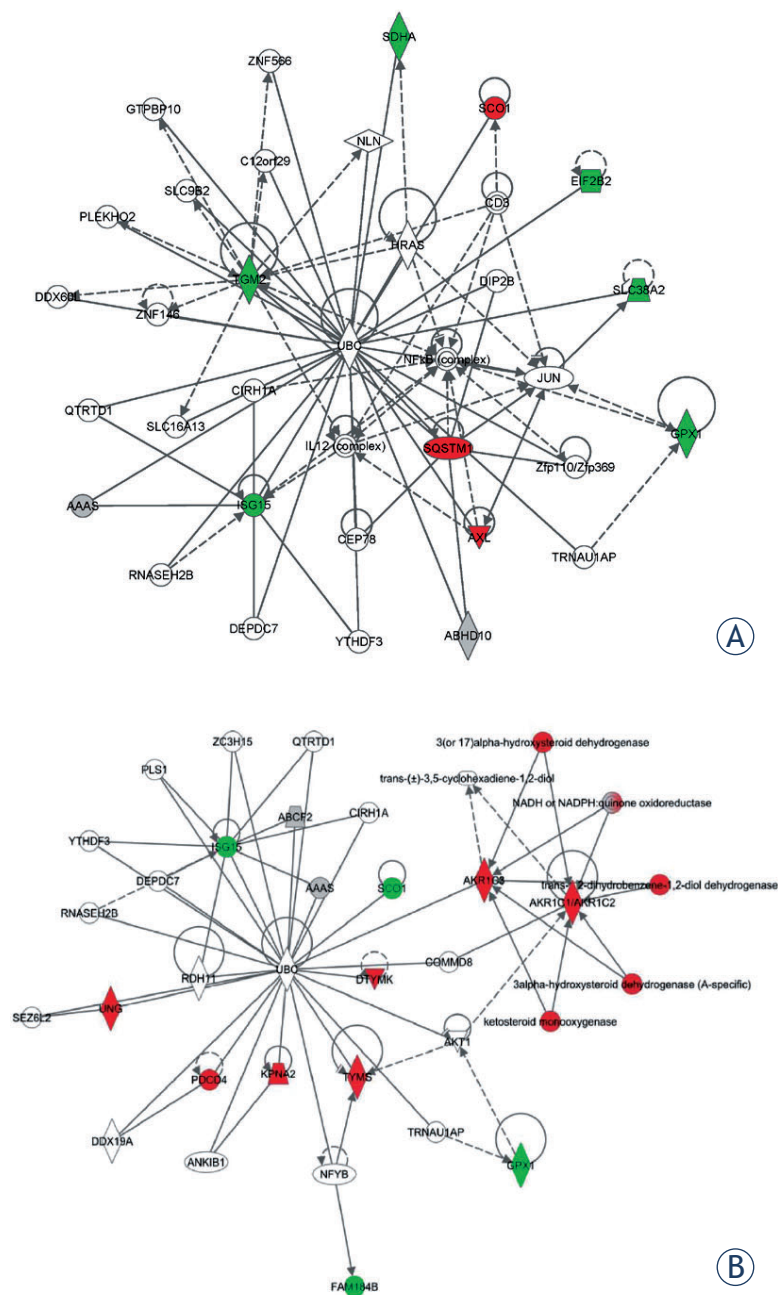 SDHA
ZNF566
SCO1
GTPBP10
NLN
C12orf29
EIF2B2
SLC9B2
CD3
PLEKHO2
HRAS
TGM2
DIP2B
DDX60L
SLC38A2
ZNF146
UBC
NFkB (complex)
JUN
CIRH1A
QTRTD1
SLC16A13
GPX1
IL12 (complex)
SQSTM1
Zfp110/Zfp369
AAAS
ISG15
AXL
CEP78
TRNAU1AP
RNASEH2B
DEPDC7
YTHDF3
ABHD10
A
ZC3H15
QTRTD1
3(or 17)alpha-hydroxysteroid dehydrogenase
PLS1
trans-(±)-3,5-cyclohexadiene-1,2-diol
NADH or NADPH:quinone oxidoreductase
ABCF2
CIRH1A
YTHDF3
ISG15
DEPDC7
AKR1C3
trans-1,2-dihydrobenzene-1,2-diol dehydrogenase
AAAS
SCO1
AKR1C1/AKR1C2
RNASEH2B
COMMD8
RDH11
UBC
DTYMK
3alpha-hydroxysteroid dehydrogenase (A-specific)
UNG
SEZ6L2
ketosteroid monooxygenase
AKT1
PDCD4
KPNA2
TYMS
TRNAU1AP
DDX19A
ANKIB1
NFYB
GPX1
FAM184B
B